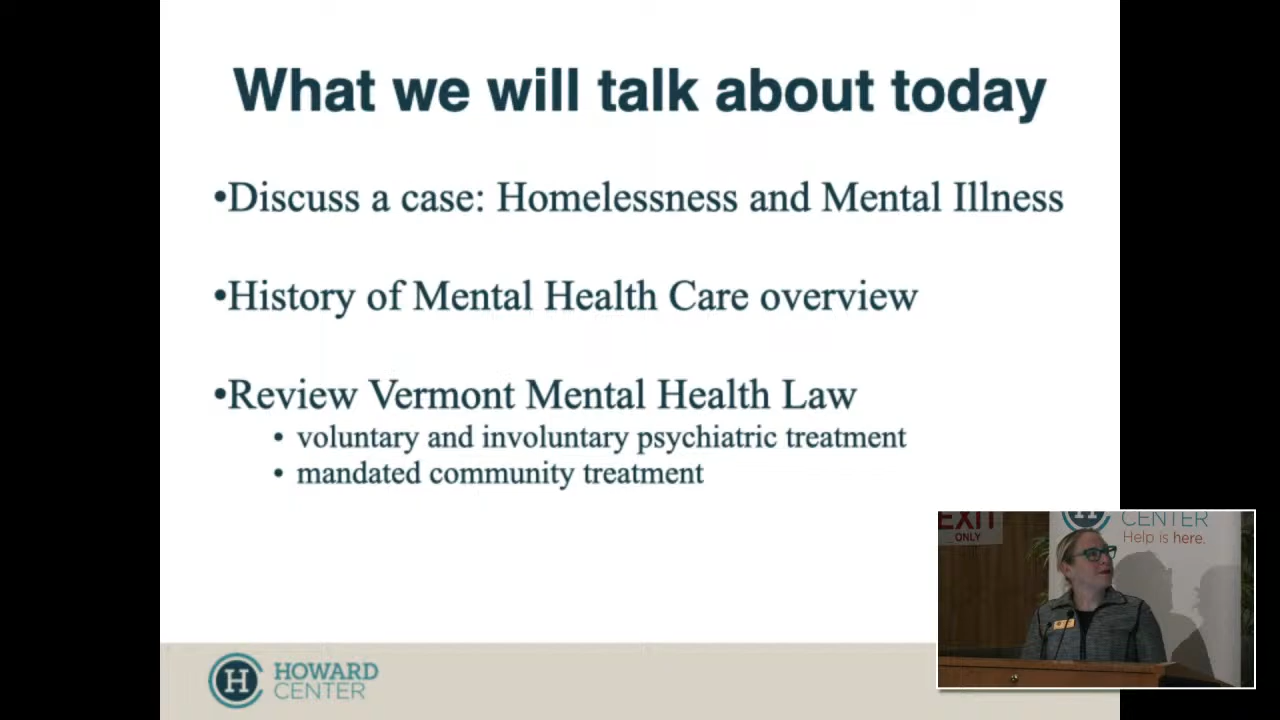 What we will talk about today
•Discuss a case: Homelessness and Mental Illness
•History of Mental Health Care overview
•Review Vermont Mental Health Law
• voluntary and involuntary psychiatric treatment
• mandated community treatment
H HOWARD
CENTER
EXIT
ONLY
H CENTER
Help is here.